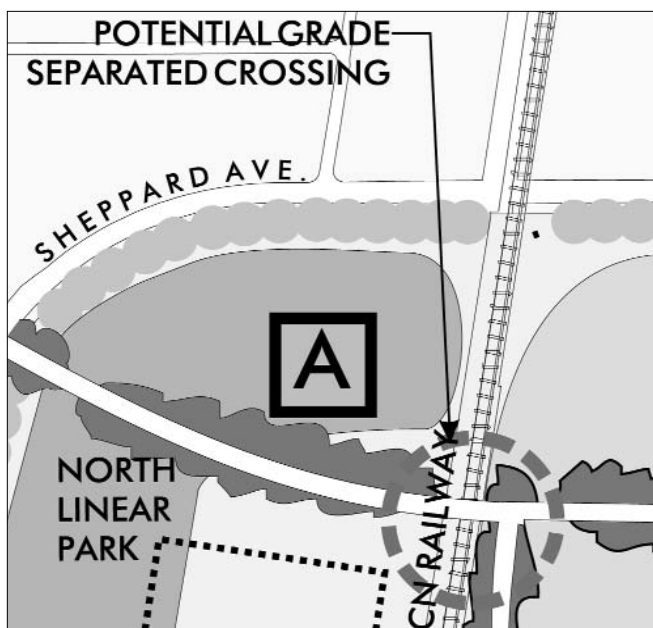 POTENTIAL GRADE
SEPARATED CROSSING
SHEPPARD AVE.
A
NORTH
LINEAR
PARK
CN RAILWAY